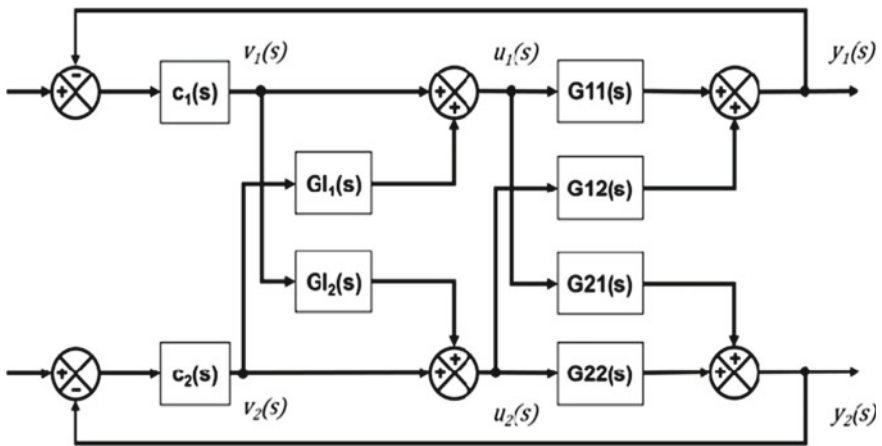 v₁(s) u₁(s) y₁(s)
- c₁(s) + + G11(s) + +
+
GI₁(s) G12(s)
GI₂(s) G21(s)
+ c₂(s) + + G22(s) + +
-
v₂(s) u₂(s) y₂(s)